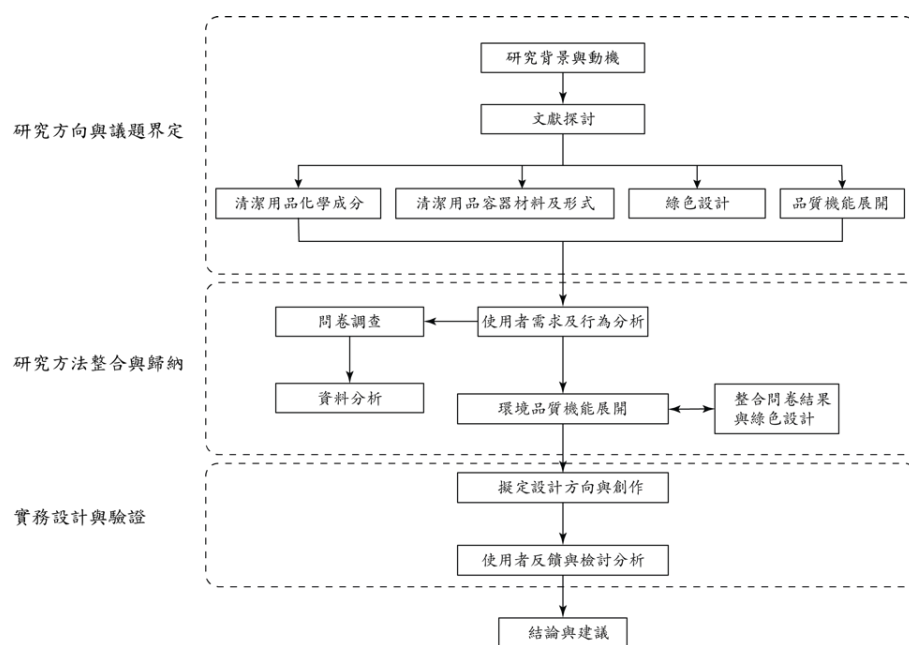 研究背景與動機
文獻探討
研究方向與議題界定
清潔用品化學成分
清潔用品容器材料及形式
綠色設計
品質機能展開
問卷調查
使用者需求及行為分析
研究方法整合與歸納
資料分析
環境品質機能展開
整合問卷結果
與綠色設計
擬定設計方向與創作
實務設計與驗證
使用者反饋與檢討分析
結論與建議